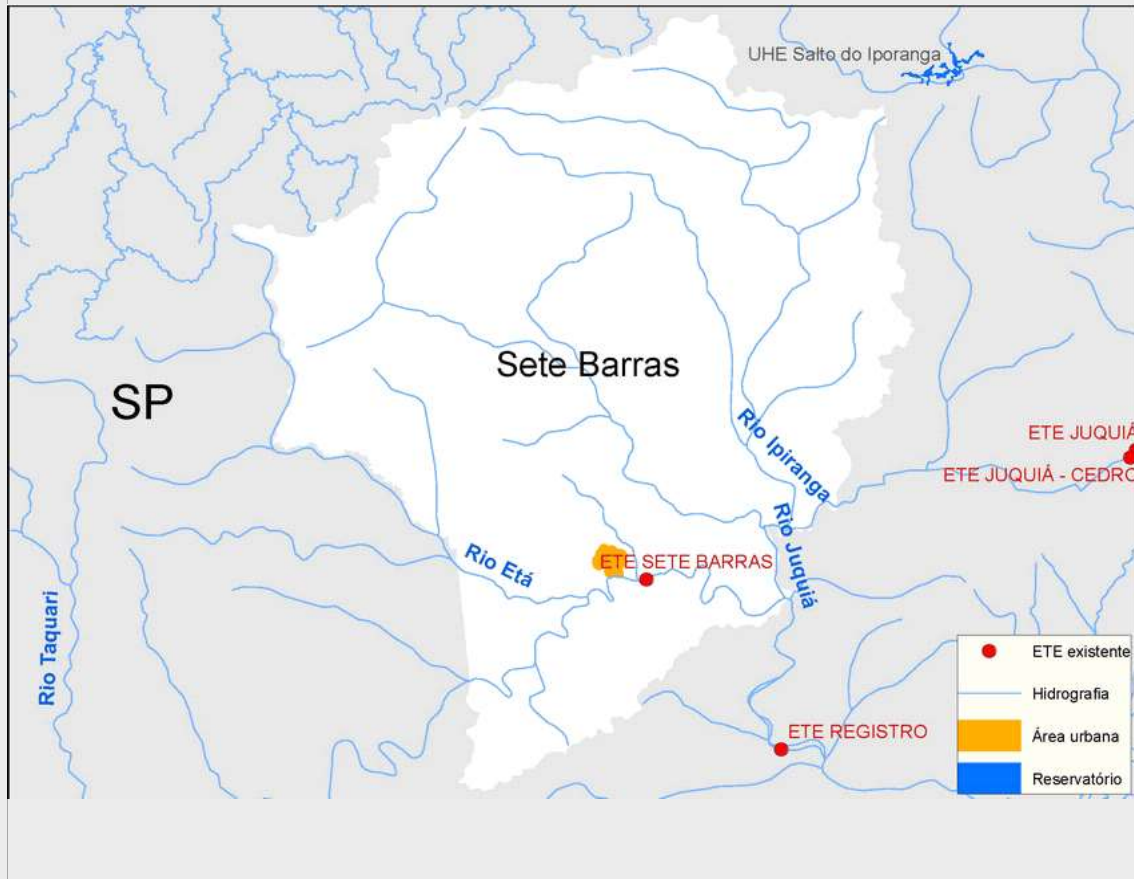 UHE Salto do Iporanga
Sete Barras
SP
Rio Ipiranga
ETE JUQUIÁ
ETE JUQUIÁ - CEDRO
Rio Juquiá
Rio Etá
ETE SETE BARRAS
Rio Taquari
ETE REGISTRO
ETE existente
Hidrografia
Área urbana
Reservatório